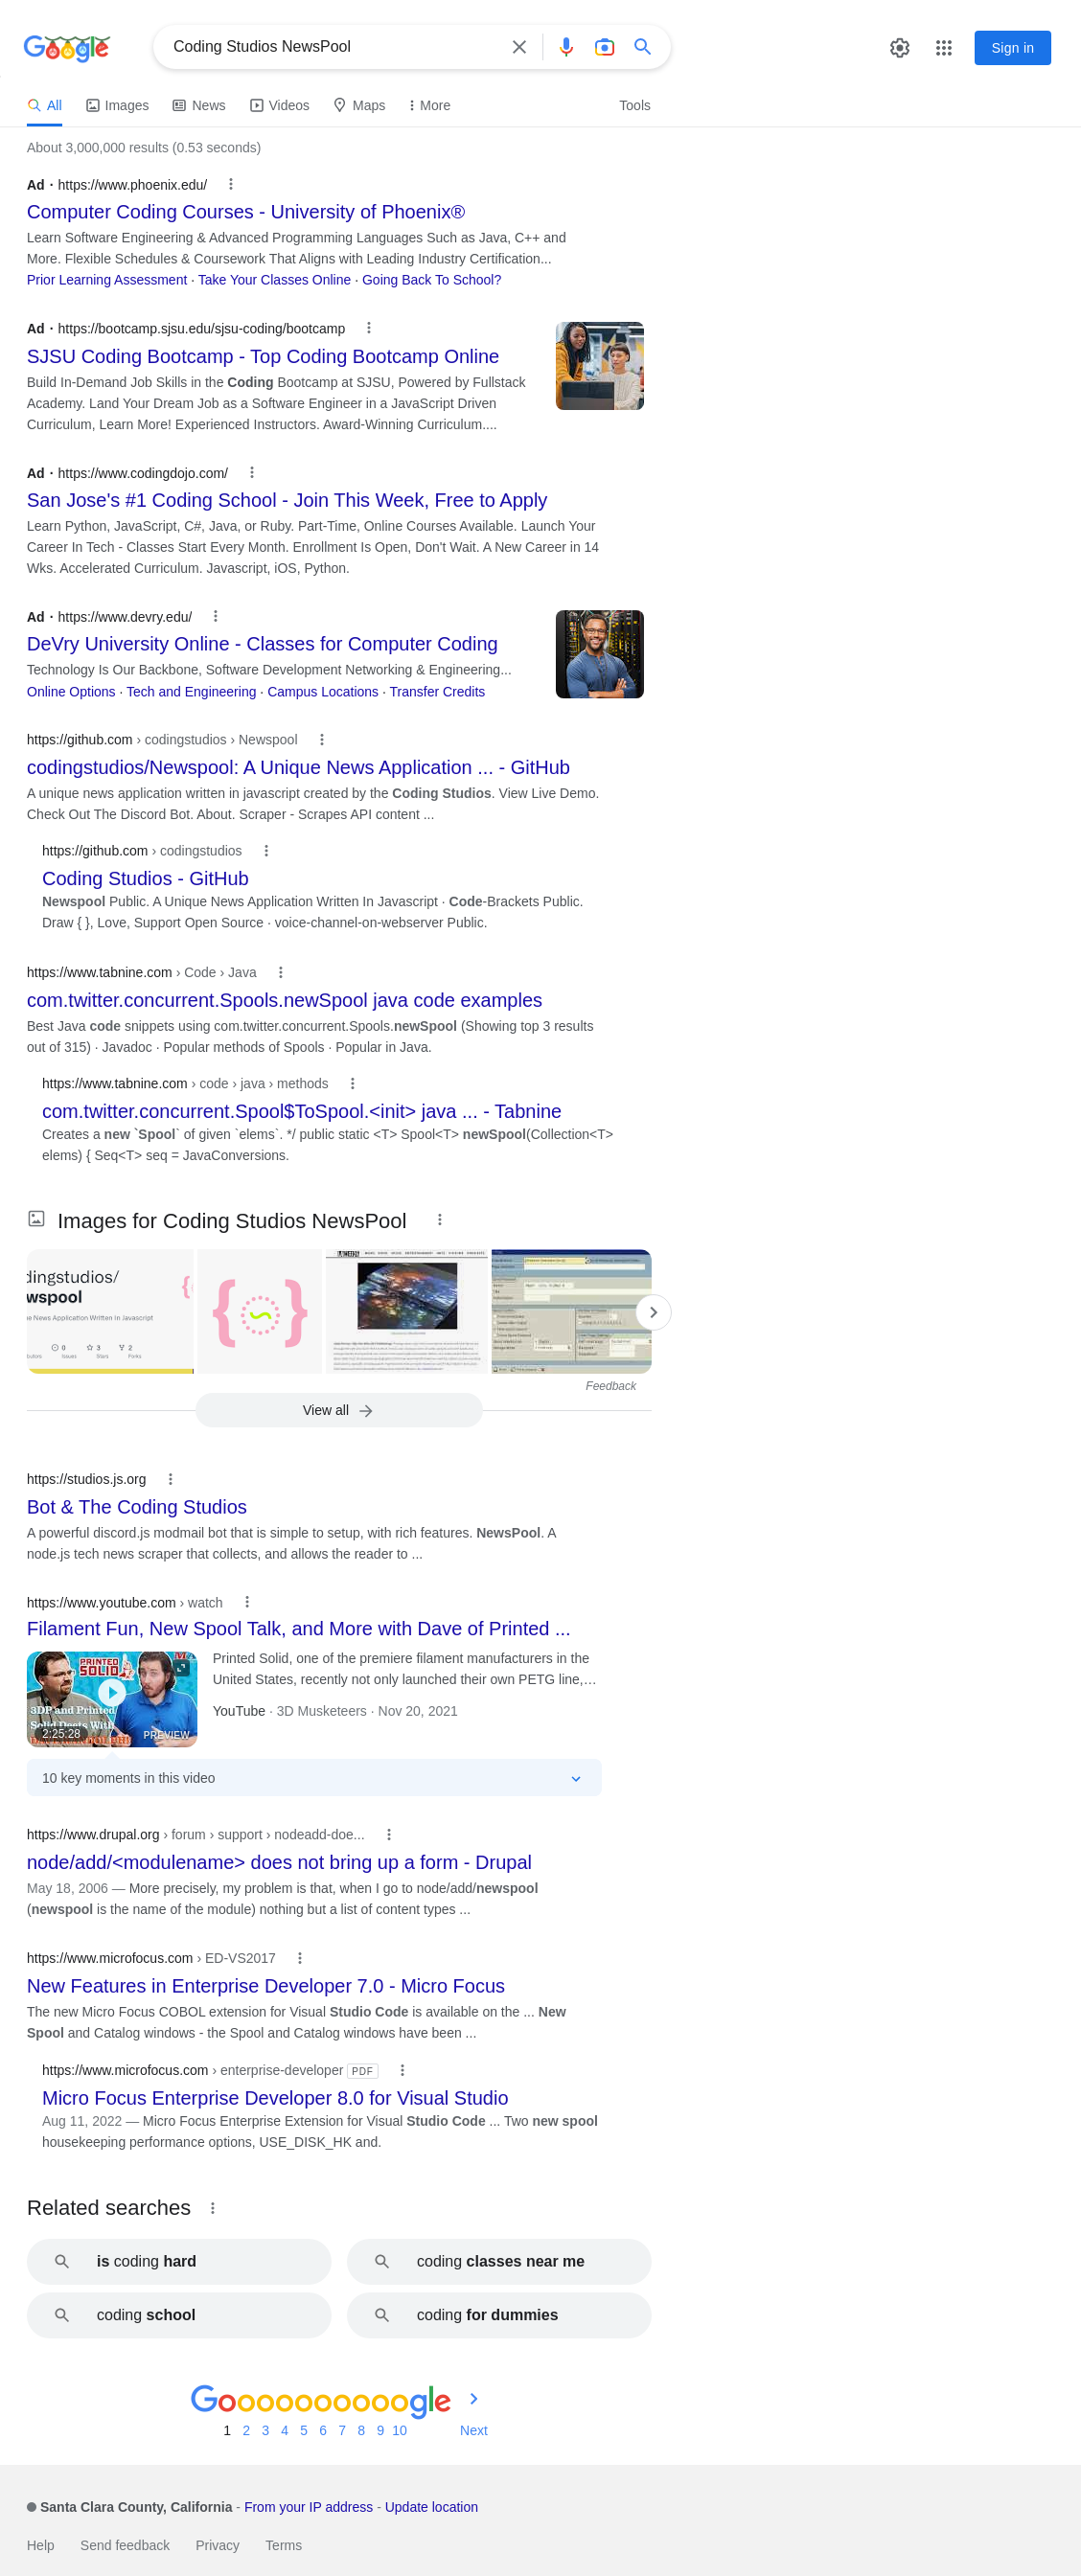 Google
Coding Studios NewsPool
Sign in
All
Images
News
Videos
Maps
More
Tools
About 3,000,000 results (0.53 seconds)
Ad · https://www.phoenix.edu/
Computer Coding Courses - University of Phoenix®
Learn Software Engineering & Advanced Programming Languages Such as Java, C++ and
More. Flexible Schedules & Coursework That Aligns with Leading Industry Certification...
Prior Learning Assessment · Take Your Classes Online · Going Back To School?
Ad · https://bootcamp.sjsu.edu/sjsu-coding/bootcamp
SJSU Coding Bootcamp - Top Coding Bootcamp Online
Build In-Demand Job Skills in the Coding Bootcamp at SJSU, Powered by Fullstack
Academy. Land Your Dream Job as a Software Engineer in a JavaScript Driven
Curriculum, Learn More! Experienced Instructors. Award-Winning Curriculum....
Ad · https://www.codingdojo.com/
San Jose's #1 Coding School - Join This Week, Free to Apply
Learn Python, JavaScript, C#, Java, or Ruby. Part-Time, Online Courses Available. Launch Your
Career In Tech - Classes Start Every Month. Enrollment Is Open, Don't Wait. A New Career in 14
Wks. Accelerated Curriculum. Javascript, iOS, Python.
Ad · https://www.devry.edu/
DeVry University Online - Classes for Computer Coding
Technology Is Our Backbone, Software Development Networking & Engineering...
Online Options · Tech and Engineering · Campus Locations · Transfer Credits
https://github.com › codingstudios › Newspool
codingstudios/Newspool: A Unique News Application ... - GitHub
A unique news application written in javascript created by the Coding Studios. View Live Demo.
Check Out The Discord Bot. About. Scraper - Scrapes API content ...
https://github.com › codingstudios
Coding Studios - GitHub
Newspool Public. A Unique News Application Written In Javascript · Code-Brackets Public.
Draw { }, Love, Support Open Source · voice-channel-on-webserver Public.
https://www.tabnine.com › Code › Java
com.twitter.concurrent.Spools.newSpool java code examples
Best Java code snippets using com.twitter.concurrent.Spools.newSpool (Showing top 3 results
out of 315) · Javadoc · Popular methods of Spools · Popular in Java.
https://www.tabnine.com › code › java › methods
com.twitter.concurrent.Spool$ToSpool.<init> java ... - Tabnine
Creates a new `Spool` of given `elems`. */ public static <T> Spool<T> newSpool(Collection<T>
elems) { Seq<T> seq = JavaConversions.
Images for Coding Studios NewsPool
dingstudios/
wspool
e News Application Written In Javascript
0 3 2
Issues Stars Forks
Feedback
View all
https://studios.js.org
Bot & The Coding Studios
A powerful discord.js modmail bot that is simple to setup, with rich features. NewsPool. A
node.js tech news scraper that collects, and allows the reader to ...
https://www.youtube.com › watch
Filament Fun, New Spool Talk, and More with Dave of Printed ...
PRINTED
SOLID
3DP and Printed
Solid Deets With
2:25:28
PREVIEW
Printed Solid, one of the premiere filament manufacturers in the
United States, recently not only launched their own PETG line,...
YouTube · 3D Musketeers · Nov 20, 2021
10 key moments in this video
https://www.drupal.org › forum › support › nodeadd-doe...
node/add/<modulename> does not bring up a form - Drupal
May 18, 2006 — More precisely, my problem is that, when I go to node/add/newspool
(newspool is the name of the module) nothing but a list of content types ...
https://www.microfocus.com › ED-VS2017
New Features in Enterprise Developer 7.0 - Micro Focus
The new Micro Focus COBOL extension for Visual Studio Code is available on the ... New
Spool and Catalog windows - the Spool and Catalog windows have been ...
https://www.microfocus.com › enterprise-developer PDF
Micro Focus Enterprise Developer 8.0 for Visual Studio
Aug 11, 2022 — Micro Focus Enterprise Extension for Visual Studio Code ... Two new spool
housekeeping performance options, USE_DISK_HK and.
Related searches
is coding hard
coding classes near me
coding school
coding for dummies
Goooooooooogle
1 2 3 4 5 6 7 8 9 10 Next
Santa Clara County, California - From your IP address - Update location
Help Send feedback Privacy Terms